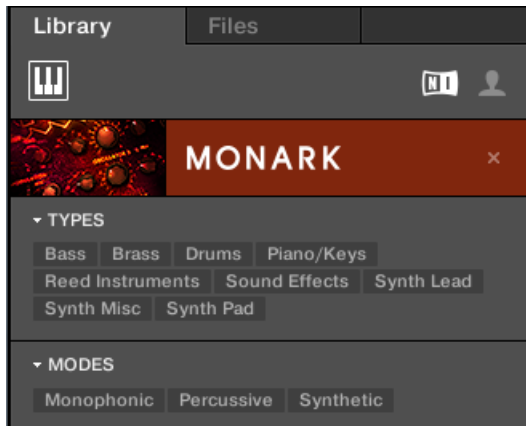 Library Files
NI
MONARK ×
TYPES
Bass Brass Drums Piano/Keys
Reed Instruments Sound Effects Synth Lead
Synth Misc Synth Pad
MODES
Monophonic Percussive Synthetic